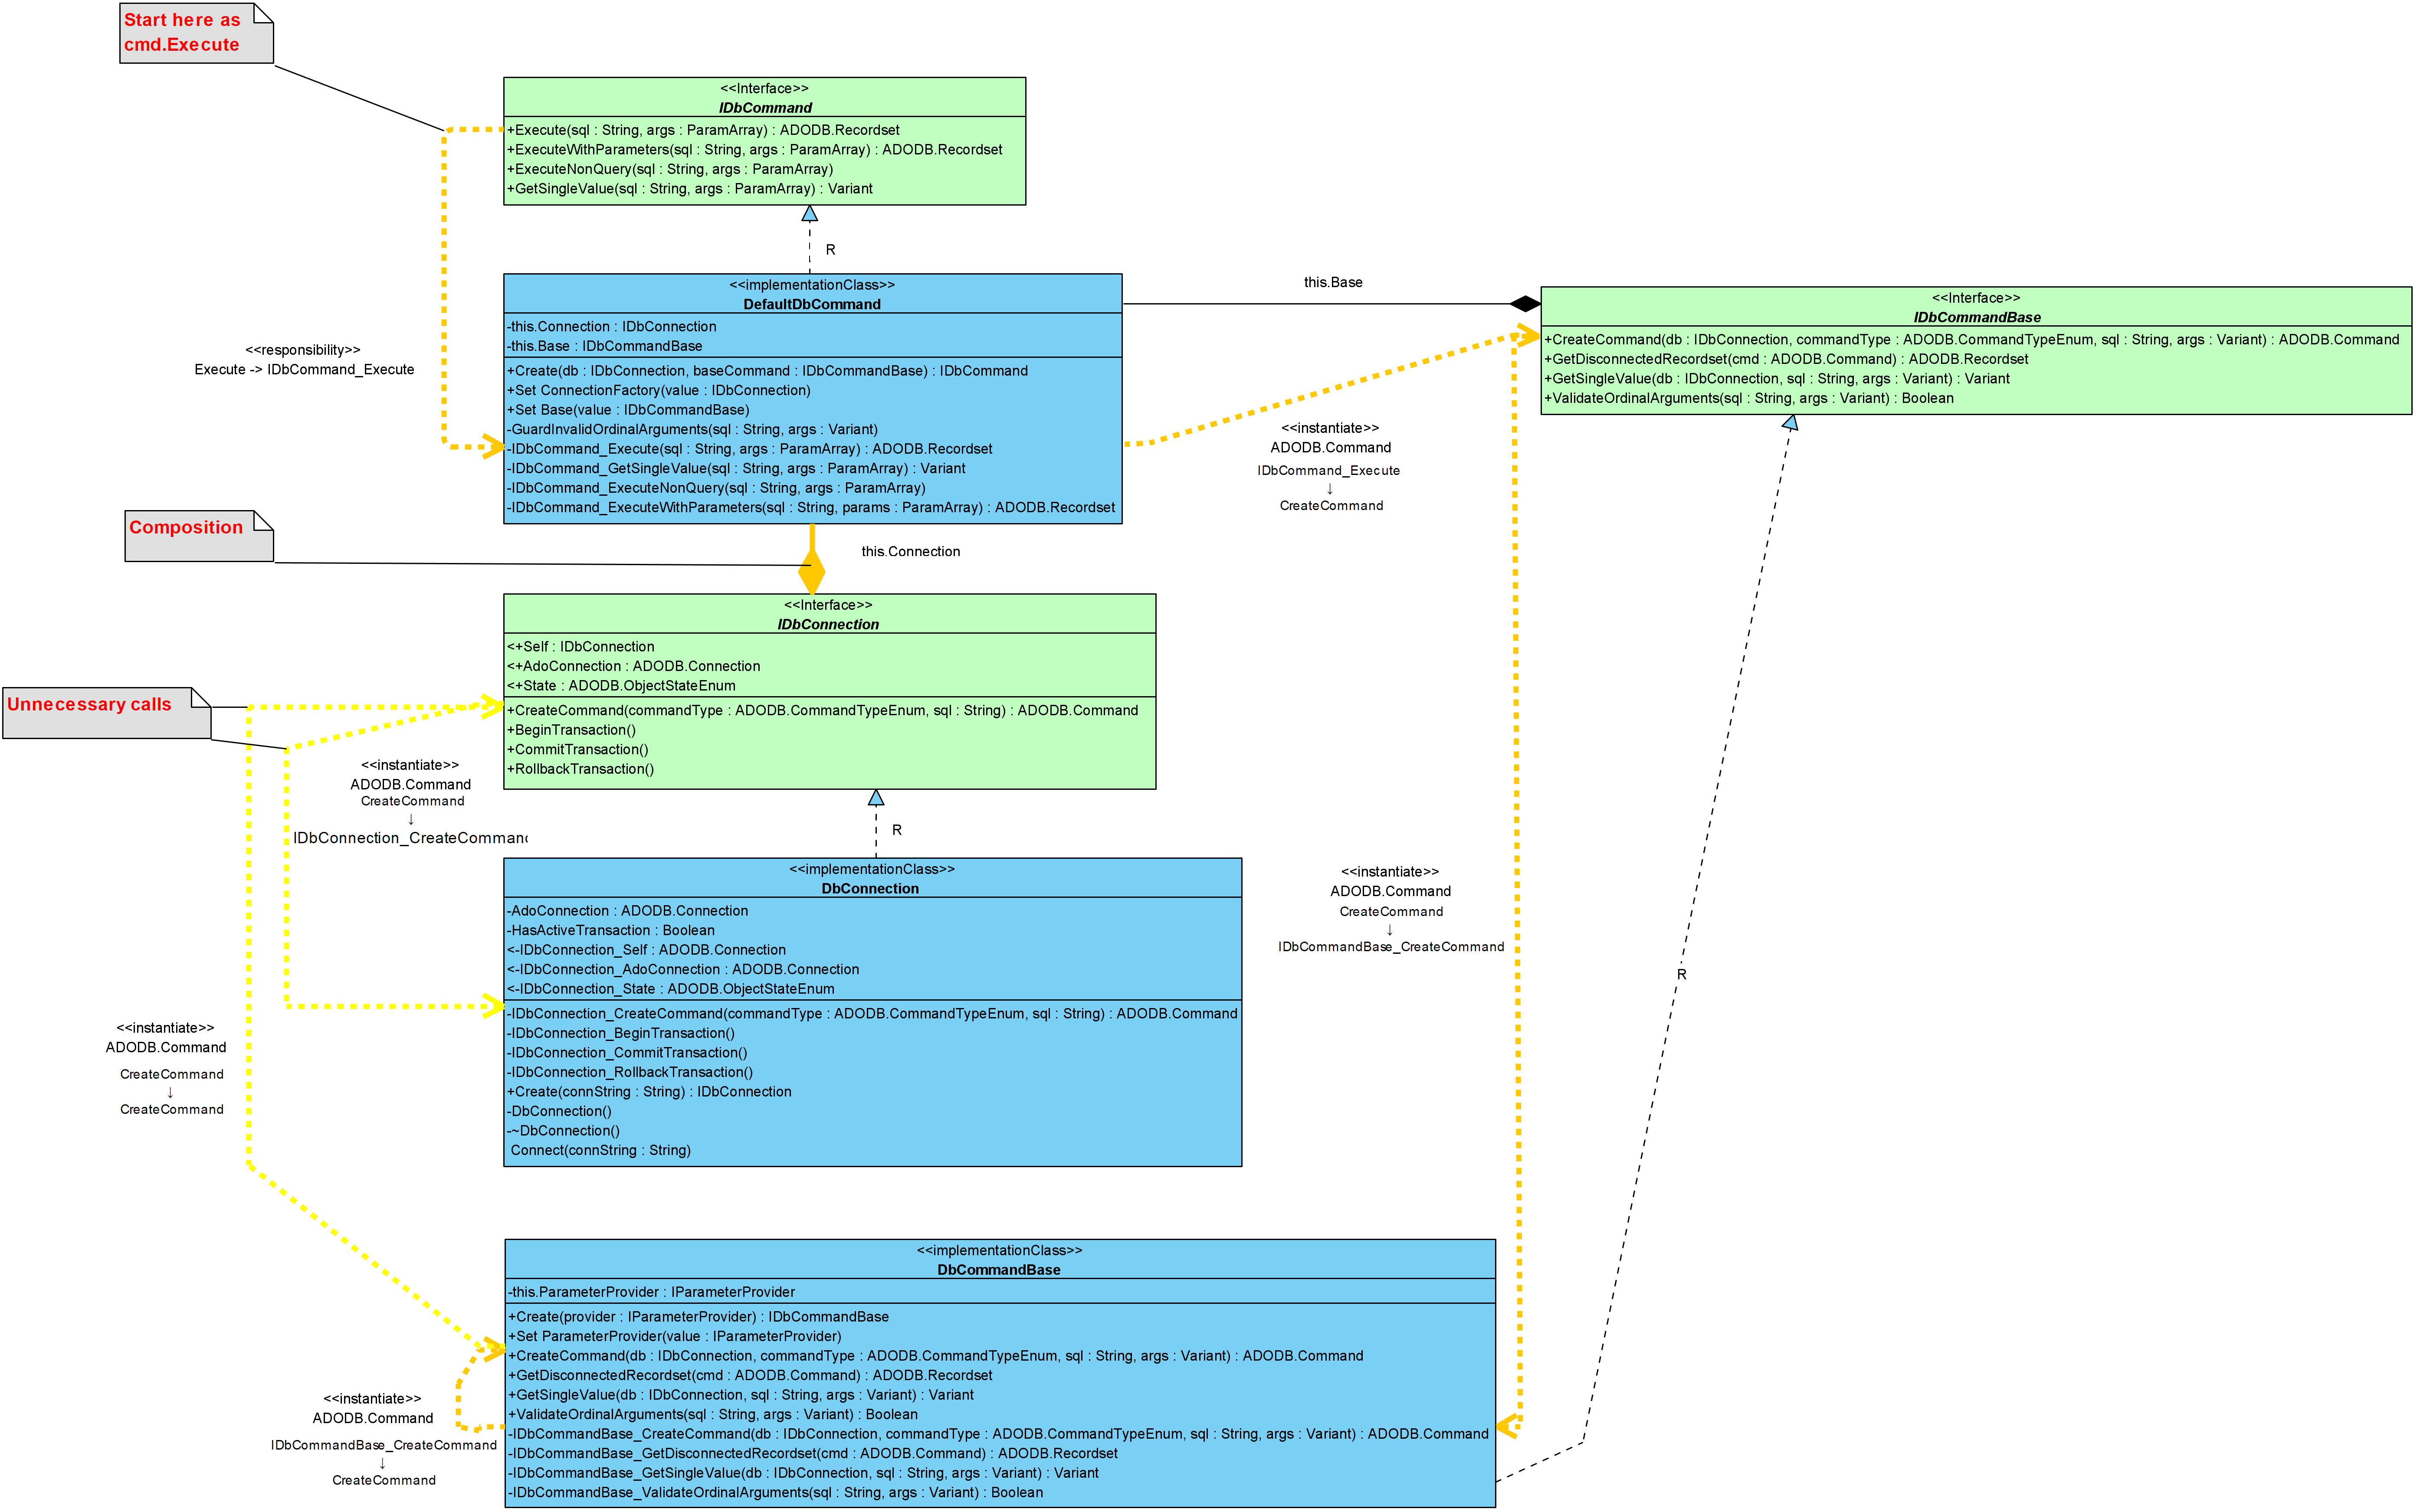 Start here as
cmd.Execute
<<Interface>>
IDbCommand
+Execute(sql : String, args : ParamArray) : ADODB.Recordset
+ExecuteWithParameters(sql : String, args : ParamArray) : ADODB.Recordset
+ExecuteNonQuery(sql : String, args : ParamArray)
+GetSingleValue(sql : String, args : ParamArray) : Variant
R
<<responsibility>>
Execute -> IDbCommand_Execute
<<implementationClass>>
DefaultDbCommand
-this.Connection : IDbConnection
-this.Base : IDbCommandBase
+Create(db : IDbConnection, baseCommand : IDbCommandBase) : IDbCommand
+Set ConnectionFactory(value : IDbConnection)
+Set Base(value : IDbCommandBase)
-GuardInvalidOrdinalArguments(sql : String, args : Variant)
-IDbCommand_Execute(sql : String, args : ParamArray) : ADODB.Recordset
-IDbCommand_GetSingleValue(sql : String, args : ParamArray) : Variant
-IDbCommand_ExecuteNonQuery(sql : String, args : ParamArray)
-IDbCommand_ExecuteWithParameters(sql : String, params : ParamArray) : ADODB.Recordset
this.Base
<<Interface>>
IDbCommandBase
+CreateCommand(db : IDbConnection, commandType : ADODB.CommandTypeEnum, sql : String, args : Variant) : ADODB.Command
+GetDisconnectedRecordset(cmd : ADODB.Command) : ADODB.Recordset
+GetSingleValue(db : IDbConnection, sql : String, args : Variant) : Variant
+ValidateOrdinalArguments(sql : String, args : Variant) : Boolean
<<instantiate>>
ADODB.Command
IDbCommand_Execute
↓
CreateCommand
Composition
this.Connection
<<Interface>>
IDbConnection
<+Self : IDbConnection
<+AdoConnection : ADODB.Connection
<+State : ADODB.ObjectStateEnum
+CreateCommand(commandType : ADODB.CommandTypeEnum, sql : String) : ADODB.Command
+BeginTransaction()
+CommitTransaction()
+RollbackTransaction()
Unnecessary calls
<<instantiate>>
ADODB.Command
CreateCommand
↓
IDbConnection_CreateCommand
R
<<implementationClass>>
DbConnection
-AdoConnection : ADODB.Connection
-HasActiveTransaction : Boolean
<-IDbConnection_Self : ADODB.Connection
<-IDbConnection_AdoConnection : ADODB.Connection
<-IDbConnection_State : ADODB.ObjectStateEnum
-IDbConnection_CreateCommand(commandType : ADODB.CommandTypeEnum, sql : String) : ADODB.Command
-IDbConnection_BeginTransaction()
-IDbConnection_CommitTransaction()
-IDbConnection_RollbackTransaction()
+Create(connString : String) : IDbConnection
-DbConnection()
-~DbConnection()
Connect(connString : String)
<<instantiate>>
ADODB.Command
CreateCommand
↓
IDbCommandBase_CreateCommand
R
<<instantiate>>
ADODB.Command
CreateCommand
↓
CreateCommand
<<implementationClass>>
DbCommandBase
-this.ParameterProvider : IParameterProvider
+Create(provider : IParameterProvider) : IDbCommandBase
+Set ParameterProvider(value : IParameterProvider)
+CreateCommand(db : IDbConnection, commandType : ADODB.CommandTypeEnum, sql : String, args : Variant) : ADODB.Command
+GetDisconnectedRecordset(cmd : ADODB.Command) : ADODB.Recordset
+GetSingleValue(db : IDbConnection, sql : String, args : Variant) : Variant
+ValidateOrdinalArguments(sql : String, args : Variant) : Boolean
-IDbCommandBase_CreateCommand(db : IDbConnection, commandType : ADODB.CommandTypeEnum, sql : String, args : Variant) : ADODB.Command
-IDbCommandBase_GetDisconnectedRecordset(cmd : ADODB.Command) : ADODB.Recordset
-IDbCommandBase_GetSingleValue(db : IDbConnection, sql : String, args : Variant) : Variant
-IDbCommandBase_ValidateOrdinalArguments(sql : String, args : Variant) : Boolean
<<instantiate>>
ADODB.Command
IDbCommandBase_CreateCommand
↓
CreateCommand